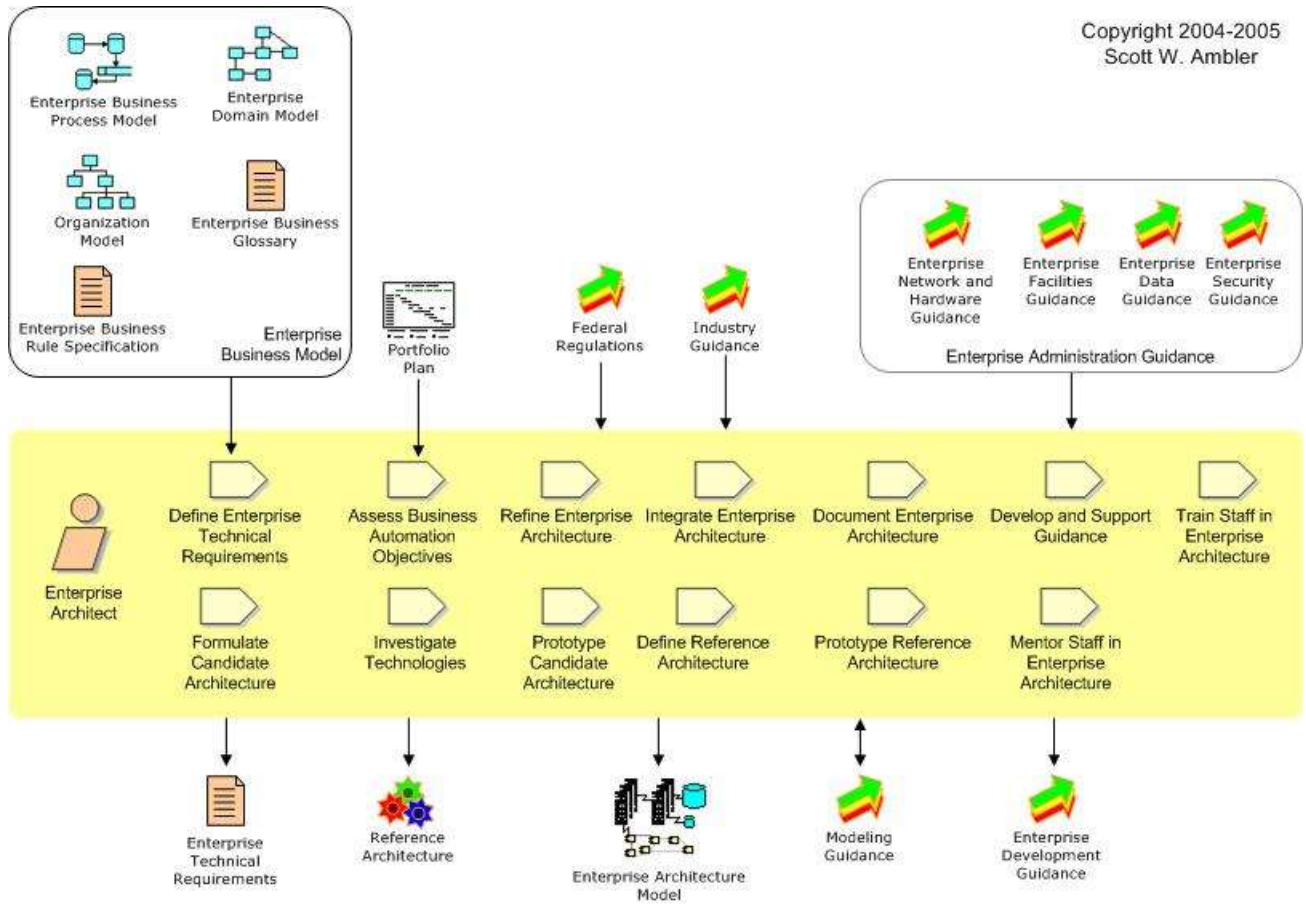 Copyright 2004-2005
Scott W. Ambler
Enterprise Business
Process Model
Enterprise
Domain Model
Organization
Model
Enterprise Business
Glossary
Enterprise Business
Rule Specification
Enterprise
Business Model
Portfolio
Plan
Federal
Regulations
Industry
Guidance
Enterprise
Network and
Hardware
Guidance
Enterprise
Facilities
Guidance
Enterprise
Data
Guidance
Enterprise
Security
Guidance
Enterprise Administration Guidance
Enterprise
Architect
Define Enterprise
Technical
Requirements
Assess Business
Automation
Objectives
Refine Enterprise
Architecture
Integrate Enterprise
Architecture
Document Enterprise
Architecture
Develop and Support
Guidance
Train Staff in
Enterprise
Architecture
Formulate
Candidate
Architecture
Investigate
Technologies
Prototype
Candidate
Architecture
Define Reference
Architecture
Prototype Reference
Architecture
Mentor Staff in
Enterprise
Architecture
Enterprise
Technical
Requirements
Reference
Architecture
Enterprise Architecture
Model
Modeling
Guidance
Enterprise
Development
Guidance